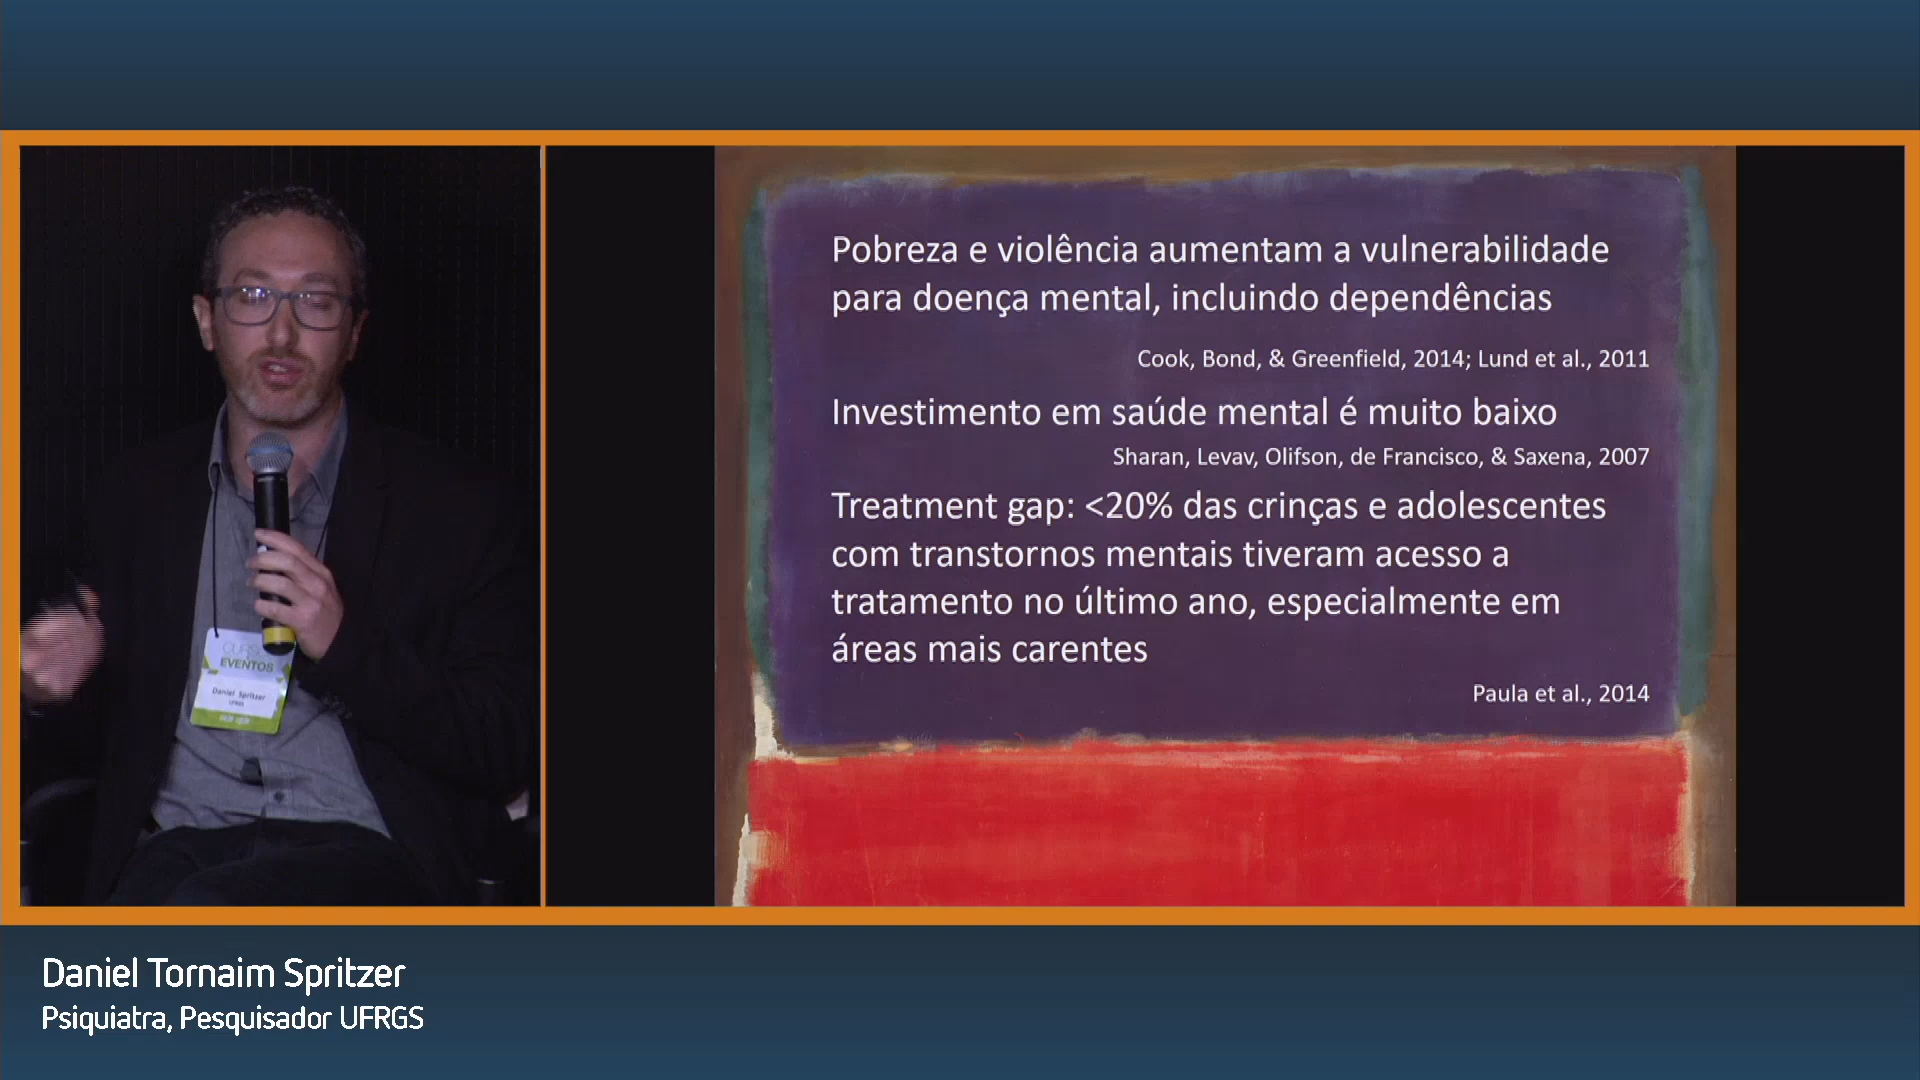 Pobreza e violência aumentam a vulnerabilidade
para doença mental, incluindo dependências
Cook, Bond, & Greenfield, 2014; Lund et al., 2011
Investimento em saúde mental é muito baixo
Sharan, Levav, Olifson, de Francisco, & Saxena, 2007
Treatment gap: <20% das crinças e adolescentes
com transtornos mentais tiveram acesso a
tratamento no último ano, especialmente em
áreas mais carentes
Paula et al., 2014
EVENTOS
Daniel Spritzer
UFRGS
Daniel Tornaim Spritzer
Psiquiatra, Pesquisador UFRGS